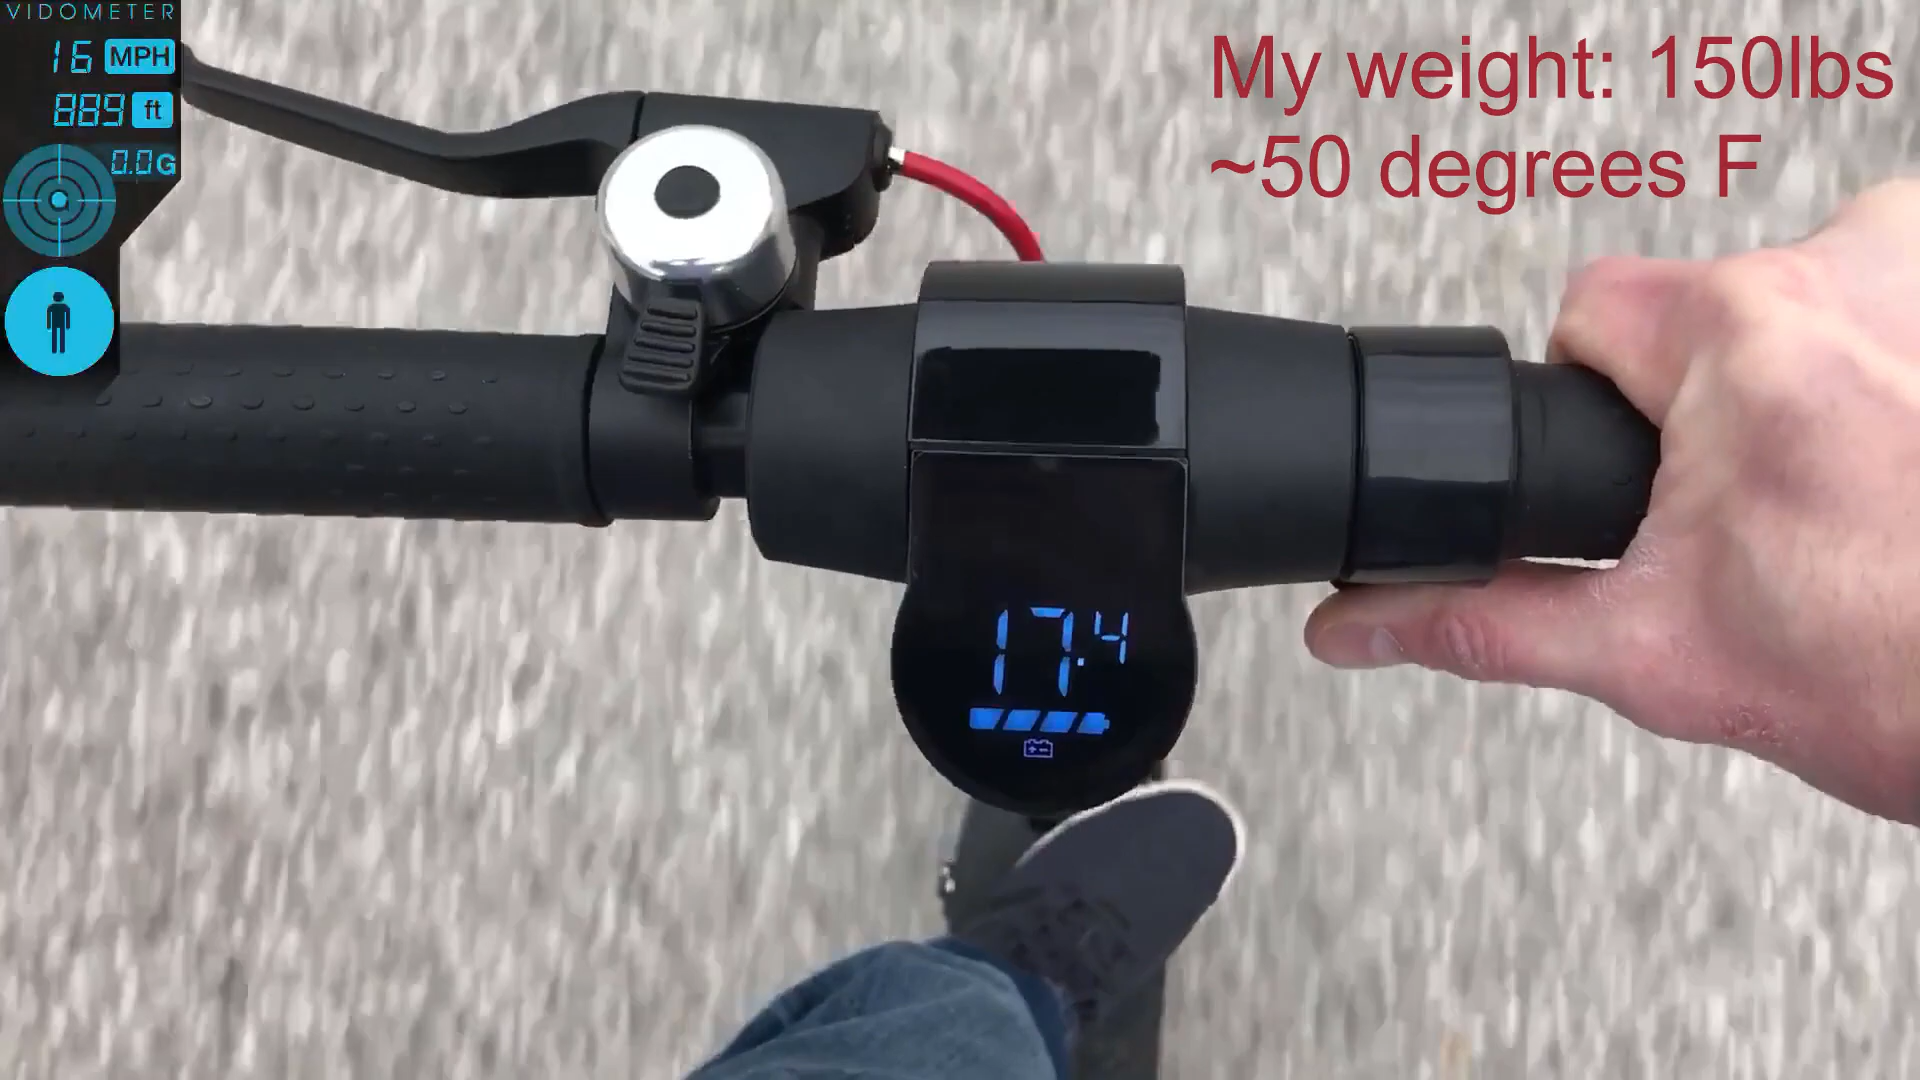 VIDOMETER
16 MPH
889 ft
0.0G
My weight: 150lbs
~50 degrees F
17.4